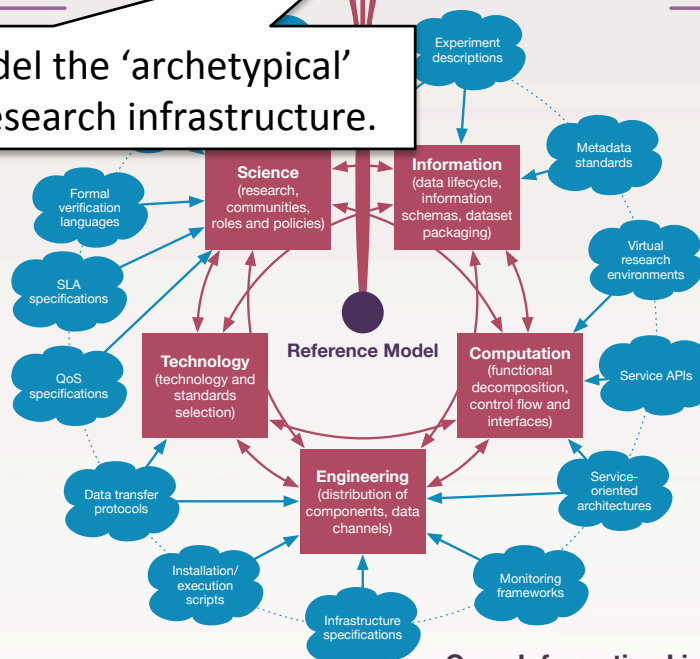 del the ‘archetypical’
esearch infrastructure.
Experiment
descriptions
Metadata
standards
Virtual
research
environments
Service APIs
Service-
oriented
architectures
Monitoring
frameworks
Infrastructure
specifications
Installation/
execution
scripts
Data transfer
protocols
QoS
specifications
SLA
specifications
Formal
verification
languages
Science
(research,
communities,
roles and policies)
Information
(data lifecycle,
information
schemas, dataset
packaging)
Reference Model
Technology
(technology and
standards
selection)
Computation
(functional
decomposition,
control flow and
interfaces)
Engineering
(distribution of
components, data
channels)